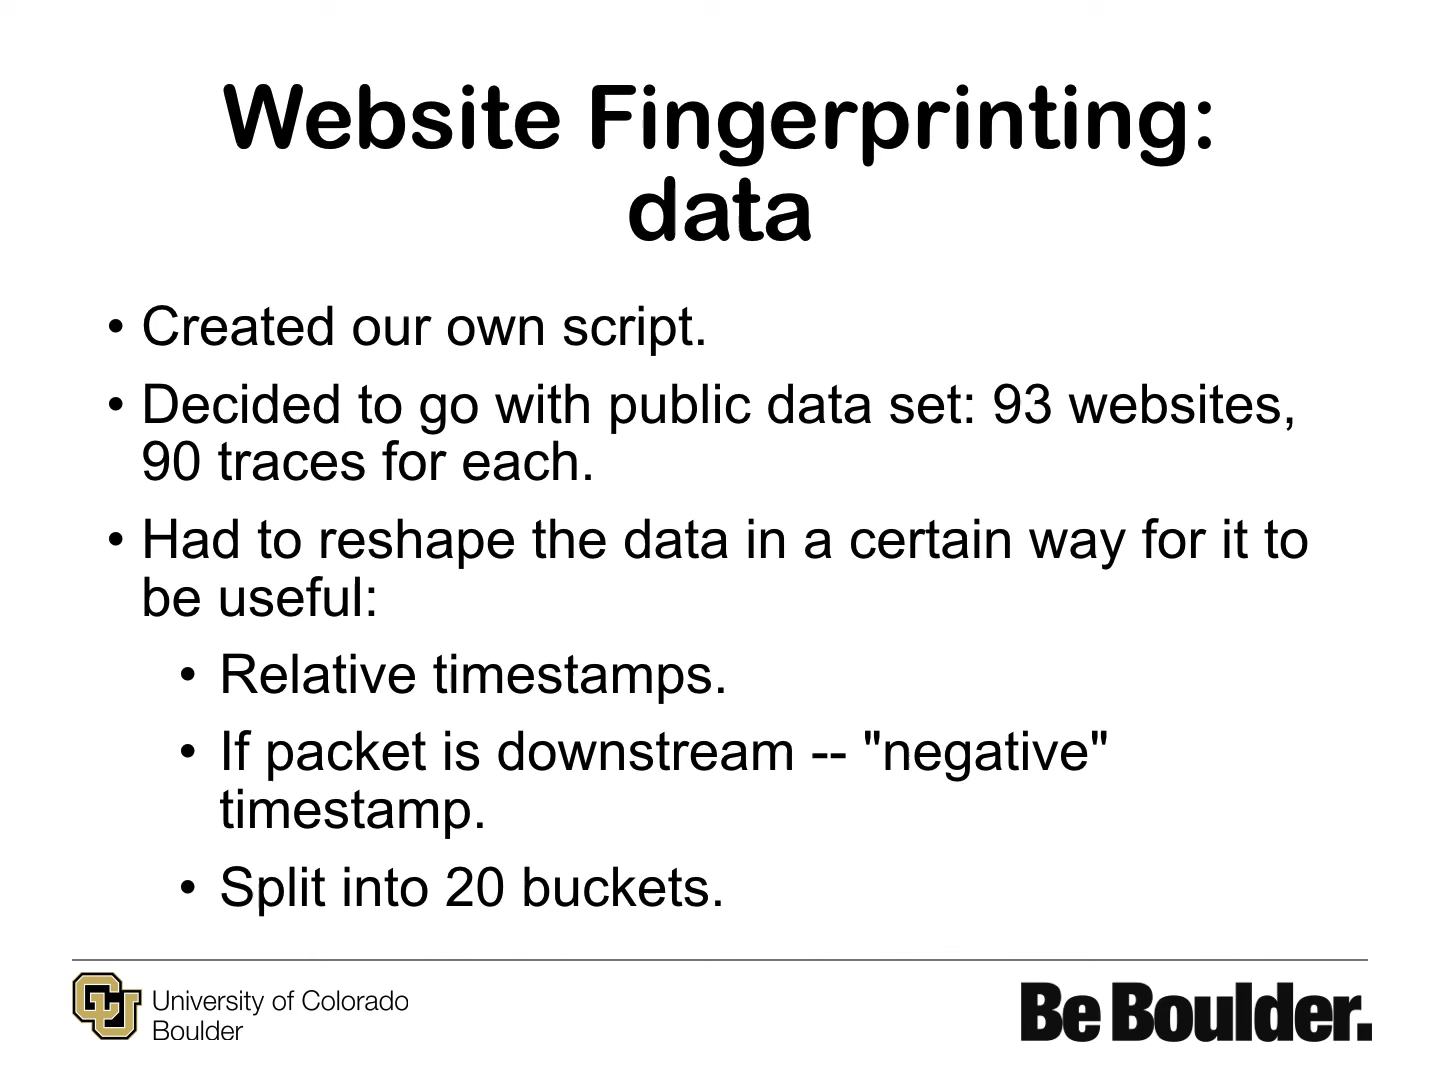 Website Fingerprinting:
data
• Created our own script.
• Decided to go with public data set: 93 websites,
90 traces for each.
• Had to reshape the data in a certain way for it to
be useful:
• Relative timestamps.
• If packet is downstream -- "negative"
timestamp.
• Split into 20 buckets.
CU
University of Colorado
Boulder
Be Boulder.